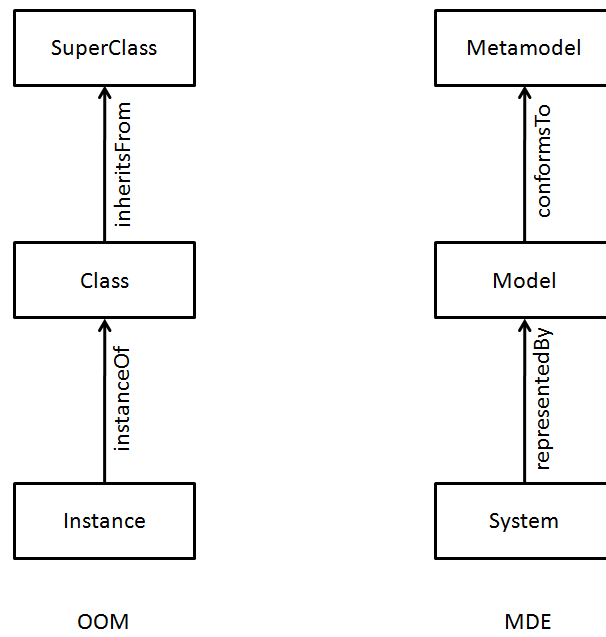 SuperClass
inheritsFrom
Class
instanceOf
Instance
OOM
Metamodel
conformsTo
Model
representedBy
System
MDE